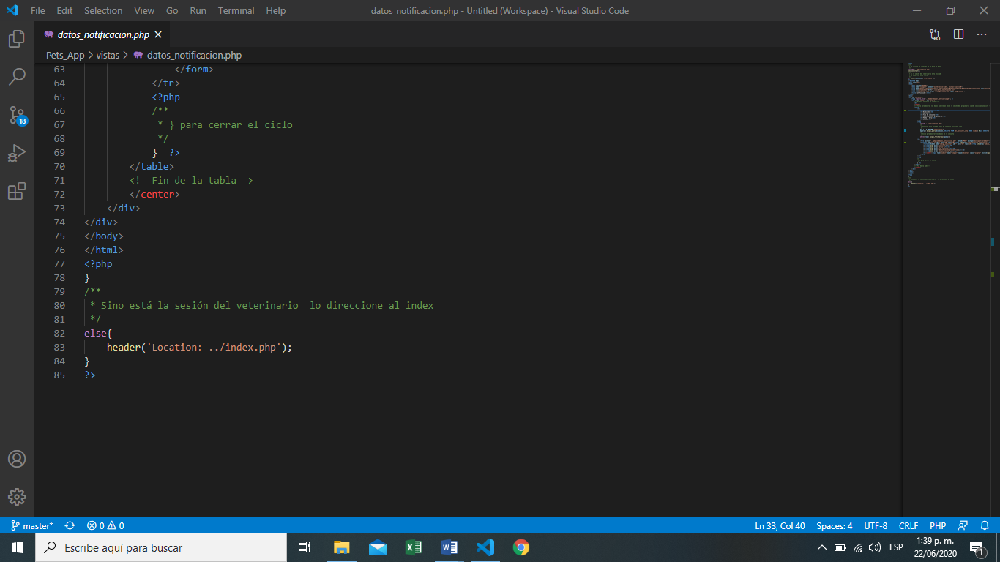 File Edit Selection View Go Run Terminal Help
datos_notificacion.php - Untitled (Workspace) - Visual Studio Code
datos_notificacion.php
Pets_App > vistas > datos_notificacion.php
63 </form>
64 </tr>
65 <?php
66 /**
67 * } para cerrar el ciclo
68 */
69 } ?>
70 </table>
71 <!--Fin de la tabla-->
72 </center>
73 </div>
74 </div>
75 </body>
76 </html>
77 <?php
78 }
79 /**
80 * Sino está la sesión del veterinario  lo direccione al index
81 */
82 else{
83 header('Location: ../index.php');
84 }
85 ?>
18
master* 0 0
Ln 33, Col 40 Spaces: 4 UTF-8 CRLF PHP
Escribe aquí para buscar
ESP
1:39 p. m.
22/06/2020
1